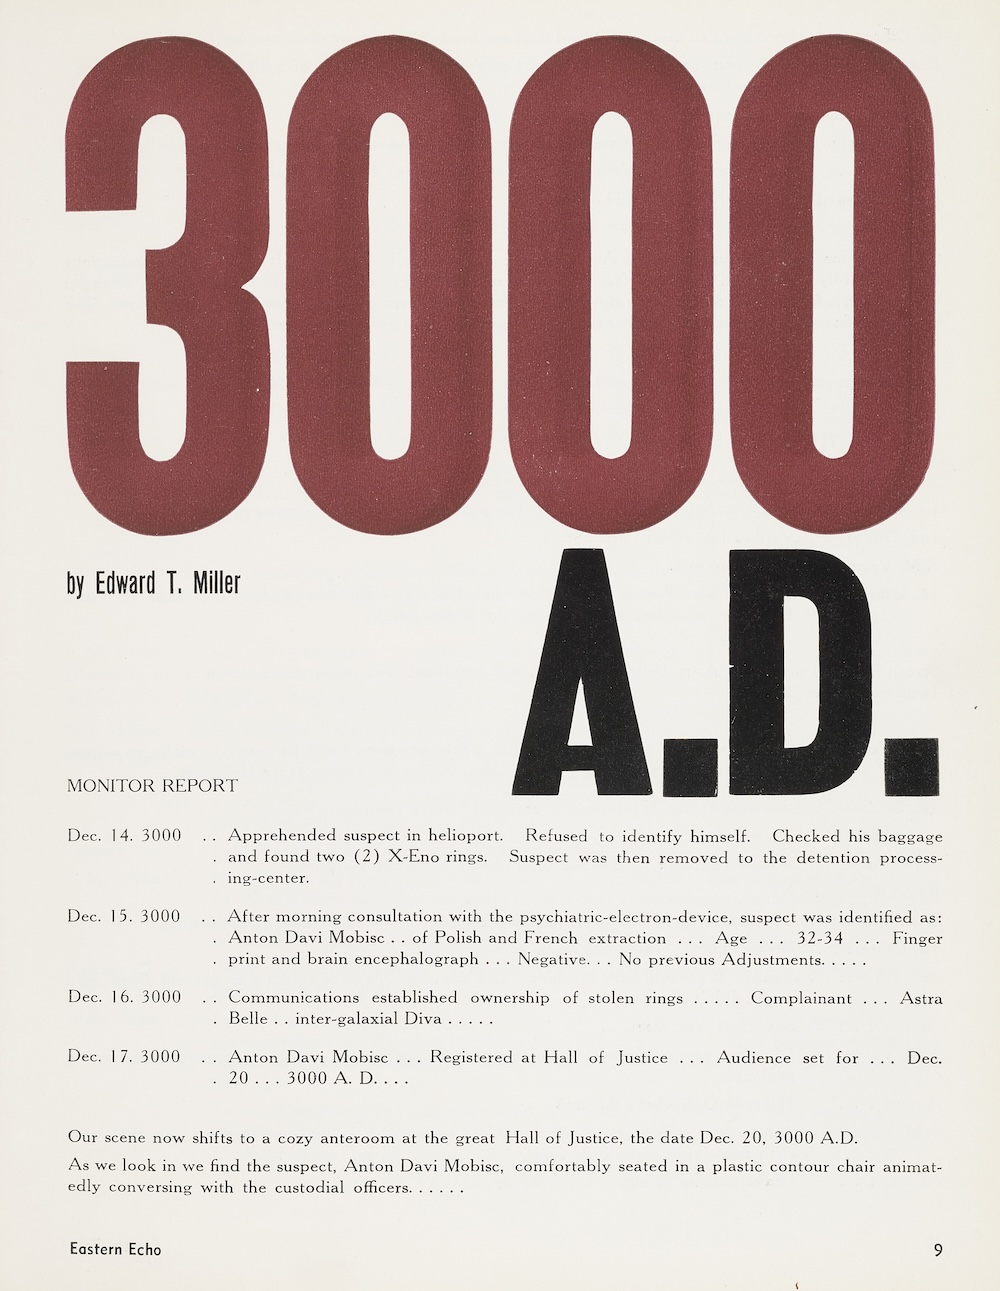 3000
A.D.
by Edward T. Miller
MONITOR REPORT
Dec. 14. 3000 . . Apprehended suspect in helioport. Refused to identify himself. Checked his baggage
. and found two (2) X-Eno rings. Suspect was then removed to the detention process-
. ing-center.
Dec. 15. 3000 . . After morning consultation with the psychiatric-electron-device, suspect was identified as:
. Anton Davi Mobisc . . of Polish and French extraction . . . Age . . . 32-34 . . . Finger
. print and brain encephalograph . . . Negative. . . No previous Adjustments. . . . .
Dec. 16. 3000 . . Communications established ownership of stolen rings . . . . . Complainant . . . Astra
. Belle . . inter-galaxial Diva . . . . .
Dec. 17. 3000 . . Anton Davi Mobisc . . . Registered at Hall of Justice . . . Audience set for . . . Dec.
. 20 . . . 3000 A. D. . . .
Our scene now shifts to a cozy anteroom at the great Hall of Justice, the date Dec. 20, 3000 A.D.
As we look in we find the suspect, Anton Davi Mobisc, comfortably seated in a plastic contour chair animat-
edly conversing with the custodial officers. . . . . .
Eastern Echo 9